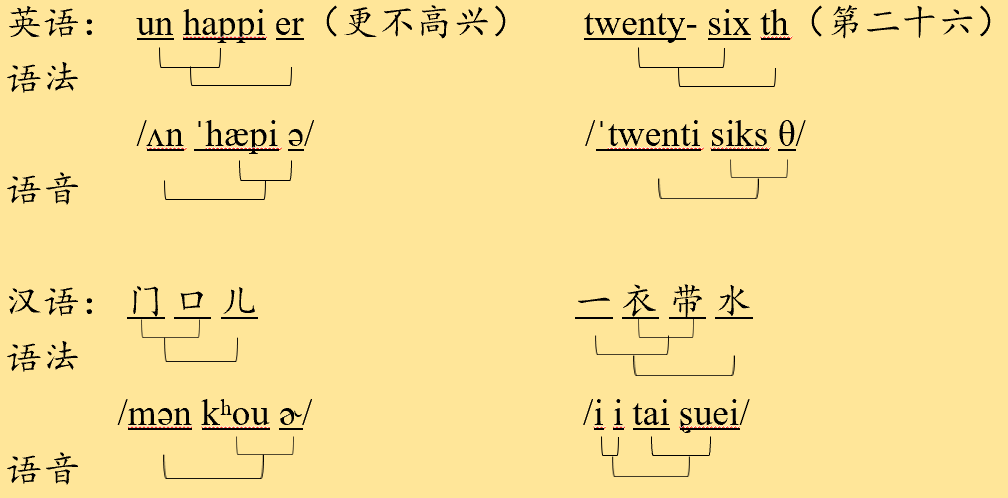 英语： un happi er（更不高兴） twenty- six th（第二十六）
语法
/ʌn ˈhæpi ə/ /ˈtwenti siks θ/
语音
汉语： 门 口 儿 一 衣 带 水
语法
/mən kʰou ɚ/ /i i tai ʂuei/
语音